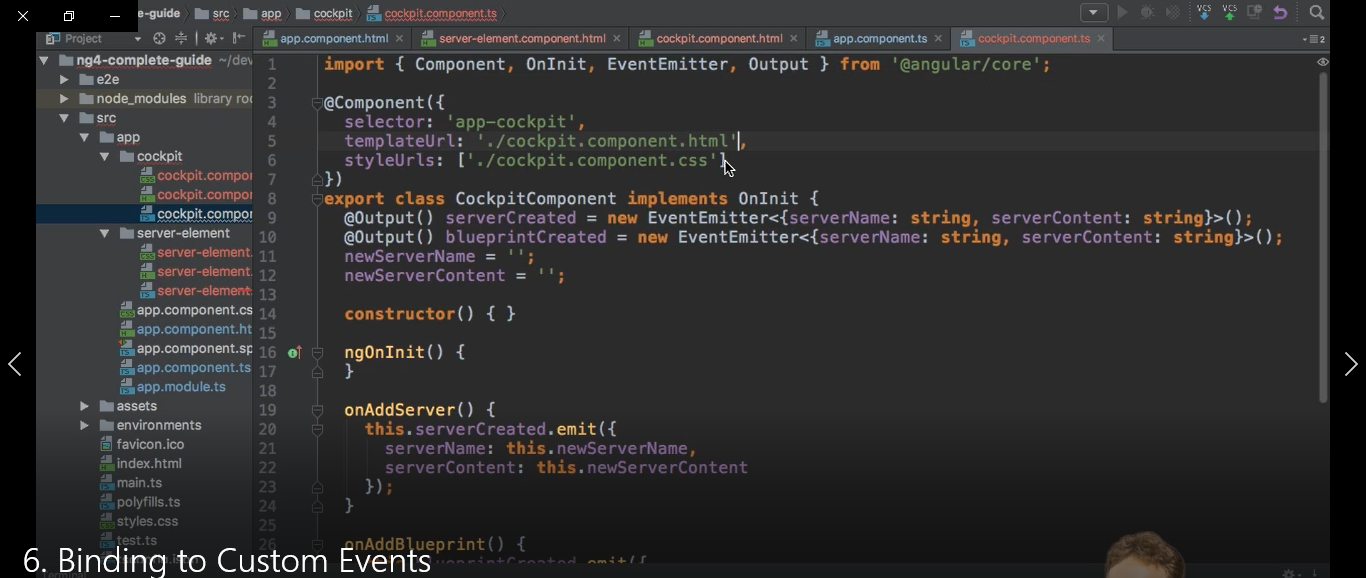 e-guide src app cockpit cockpit.component.ts
Project
app.component.html server-element.component.html cockpit.component.html app.component.ts cockpit.component.ts
VCS VCS
2
ng4-complete-guide ~/dev
e2e
node_modules library roo
src
app
cockpit
cockpit.compor
cockpit.compor
cockpit.compor
server-element
server-element.
server-element.
server-element
app.component.cs
app.component.ht
app.component.sp
app.component.ts
app.module.ts
assets
environments
favicon.ico
index.html
main.ts
polyfills.ts
styles.css
test.ts
1 import { Component, OnInit, EventEmitter, Output } from '@angular/core';
2
3 @Component({
4 selector: 'app-cockpit',
5 templateUrl: './cockpit.component.html',
6 styleUrls: ['./cockpit.component.css']
7 })
8 export class CockpitComponent implements OnInit {
9 @Output() serverCreated = new EventEmitter<{serverName: string, serverContent: string}>();
10 @Output() blueprintCreated = new EventEmitter<{serverName: string, serverContent: string}>();
11 newServerName = '';
12 newServerContent = '';
13
14 constructor() { }
15
16 ngOnInit() {
17 }
18
19 onAddServer() {
20 this.serverCreated.emit({
21 serverName: this.newServerName,
22 serverContent: this.newServerContent
23 });
24 }
25
26 onAddBlueprint() {
6. Binding to Custom Events